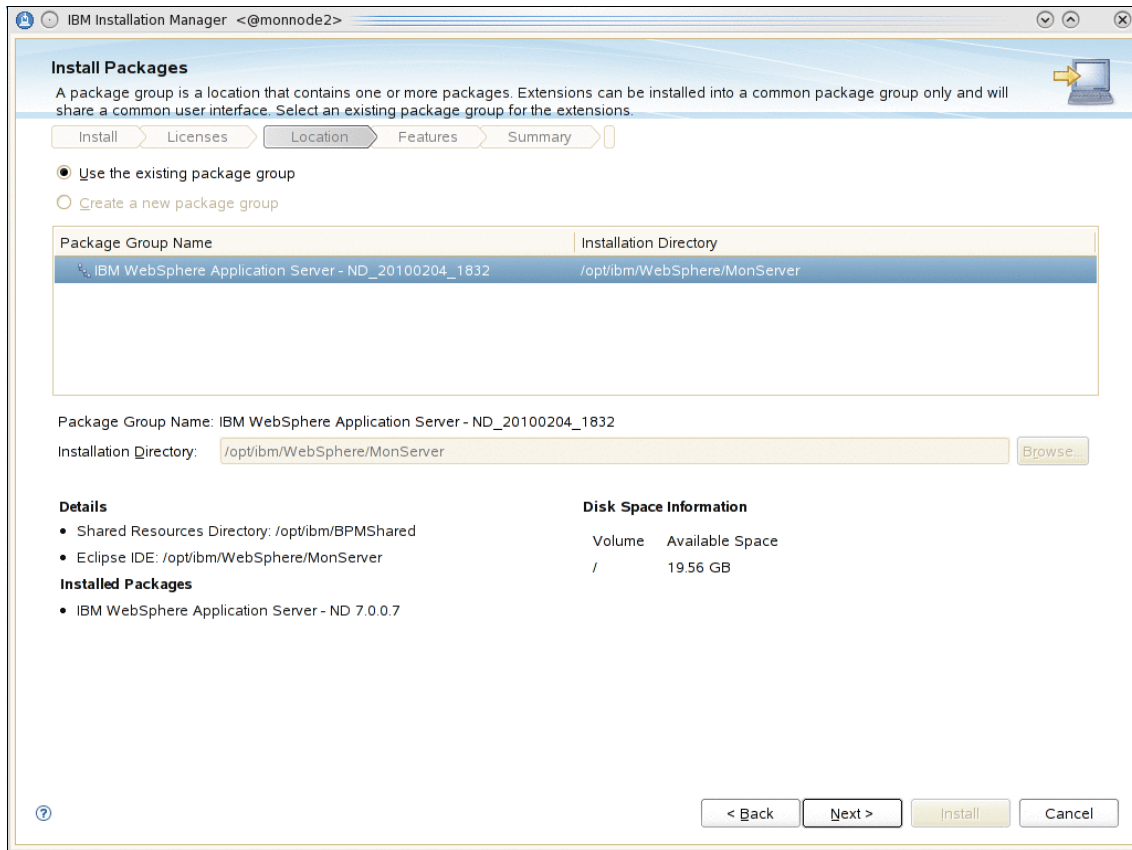 IBM Installation Manager <@monnode2>
Install Packages
A package group is a location that contains one or more packages. Extensions can be installed into a common package group only and will
share a common user interface. Select an existing package group for the extensions.
Install Licenses Location Features Summary
Use the existing package group
Create a new package group
Package Group Name Installation Directory
IBM WebSphere Application Server - ND_20100204_1832 /opt/ibm/WebSphere/MonServer
Package Group Name: IBM WebSphere Application Server - ND_20100204_1832
Installation Directory: /opt/ibm/WebSphere/MonServer Browse...
Details Disk Space Information
• Shared Resources Directory: /opt/ibm/BPMShared Volume Available Space
• Eclipse IDE: /opt/ibm/WebSphere/MonServer / 19.56 GB
Installed Packages
• IBM WebSphere Application Server - ND 7.0.0.7
? < Back Next > Install Cancel